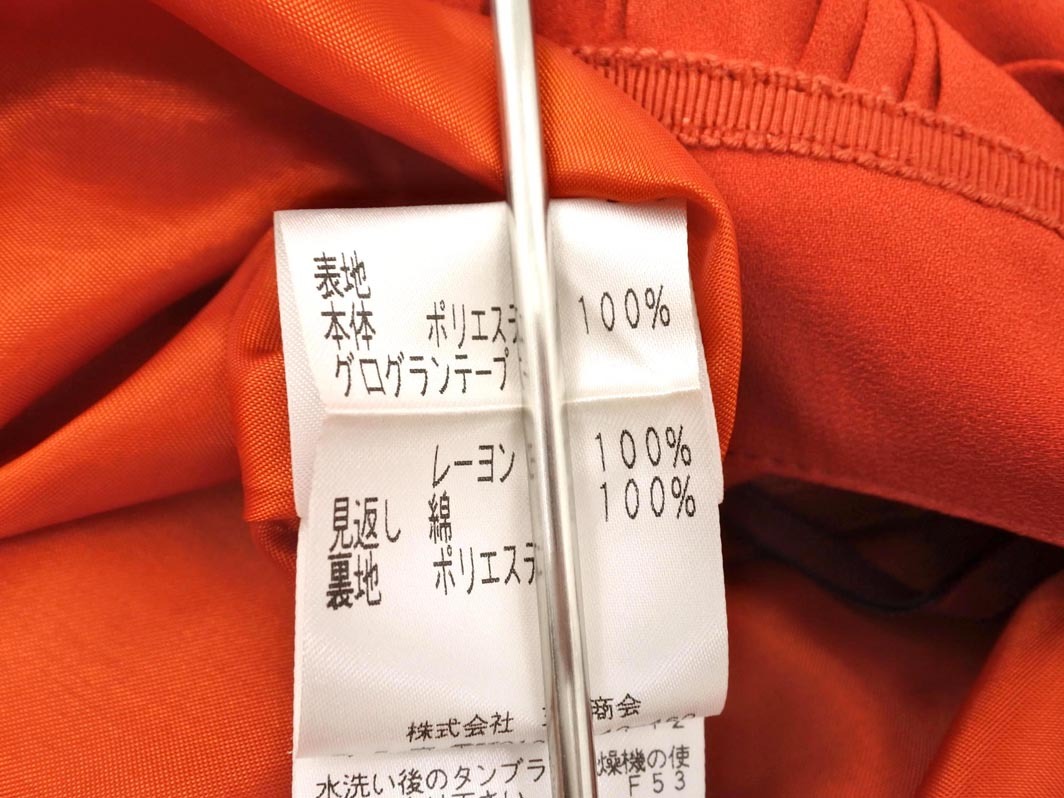 表地
本体 ポリエステ 100%
グログランテープ
レーヨン 100%
見返し 綿 100%
裏地 ポリエステ
株式会社 商会
水洗い後のタンブラ 燥機の使
F53